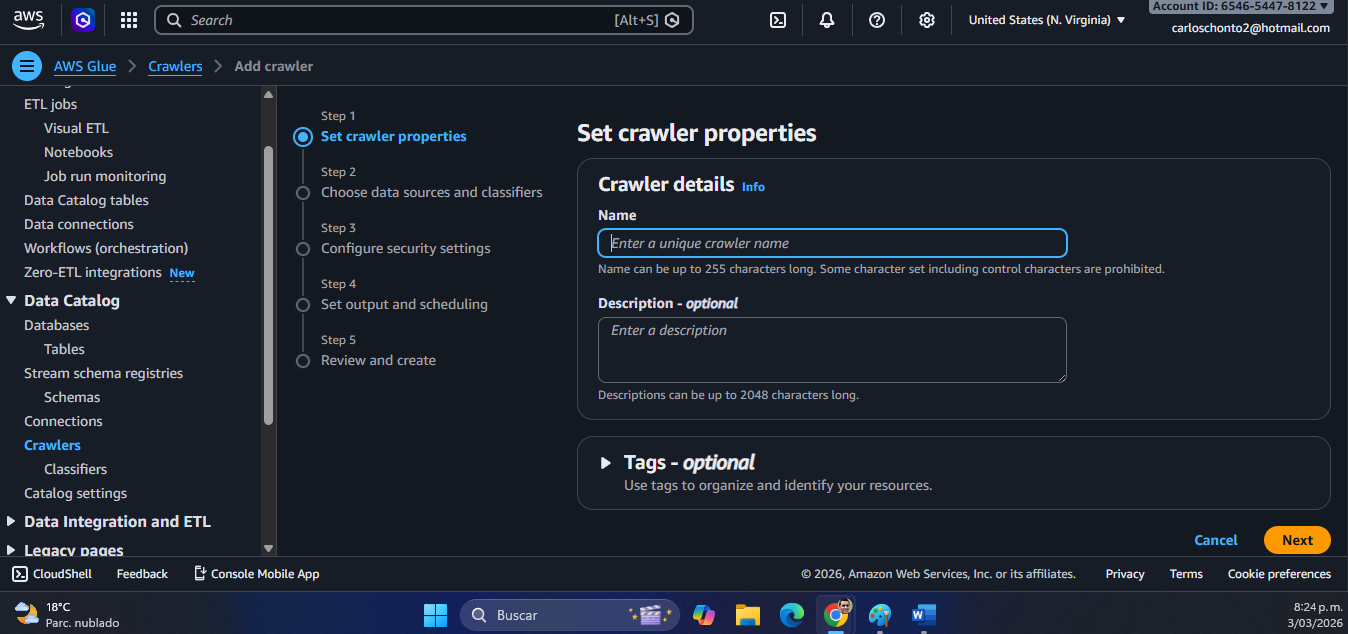 aws
Search
[Alt+S]
United States (N. Virginia)
Account ID: 6546-5447-8122
carloschonto2@hotmail.com
AWS Glue
Crawlers
Add crawler
ETL jobs
Visual ETL
Notebooks
Job run monitoring
Data Catalog tables
Data connections
Workflows (orchestration)
Zero-ETL integrations New
Data Catalog
Databases
Tables
Stream schema registries
Schemas
Connections
Crawlers
Classifiers
Catalog settings
Data Integration and ETL
Legacy pages
Step 1
Set crawler properties
Step 2
Choose data sources and classifiers
Step 3
Configure security settings
Step 4
Set output and scheduling
Step 5
Review and create
Set crawler properties
Crawler details Info
Name
Enter a unique crawler name
Name can be up to 255 characters long. Some character set including control characters are prohibited.
Description - optional
Enter a description
Descriptions can be up to 2048 characters long.
Tags - optional
Use tags to organize and identify your resources.
Cancel
Next
CloudShell
Feedback
Console Mobile App
© 2026, Amazon Web Services, Inc. or its affiliates.
Privacy
Terms
Cookie preferences
18°C
Parc. nublado
Buscar
W
8:24 p. m.
3/03/2026